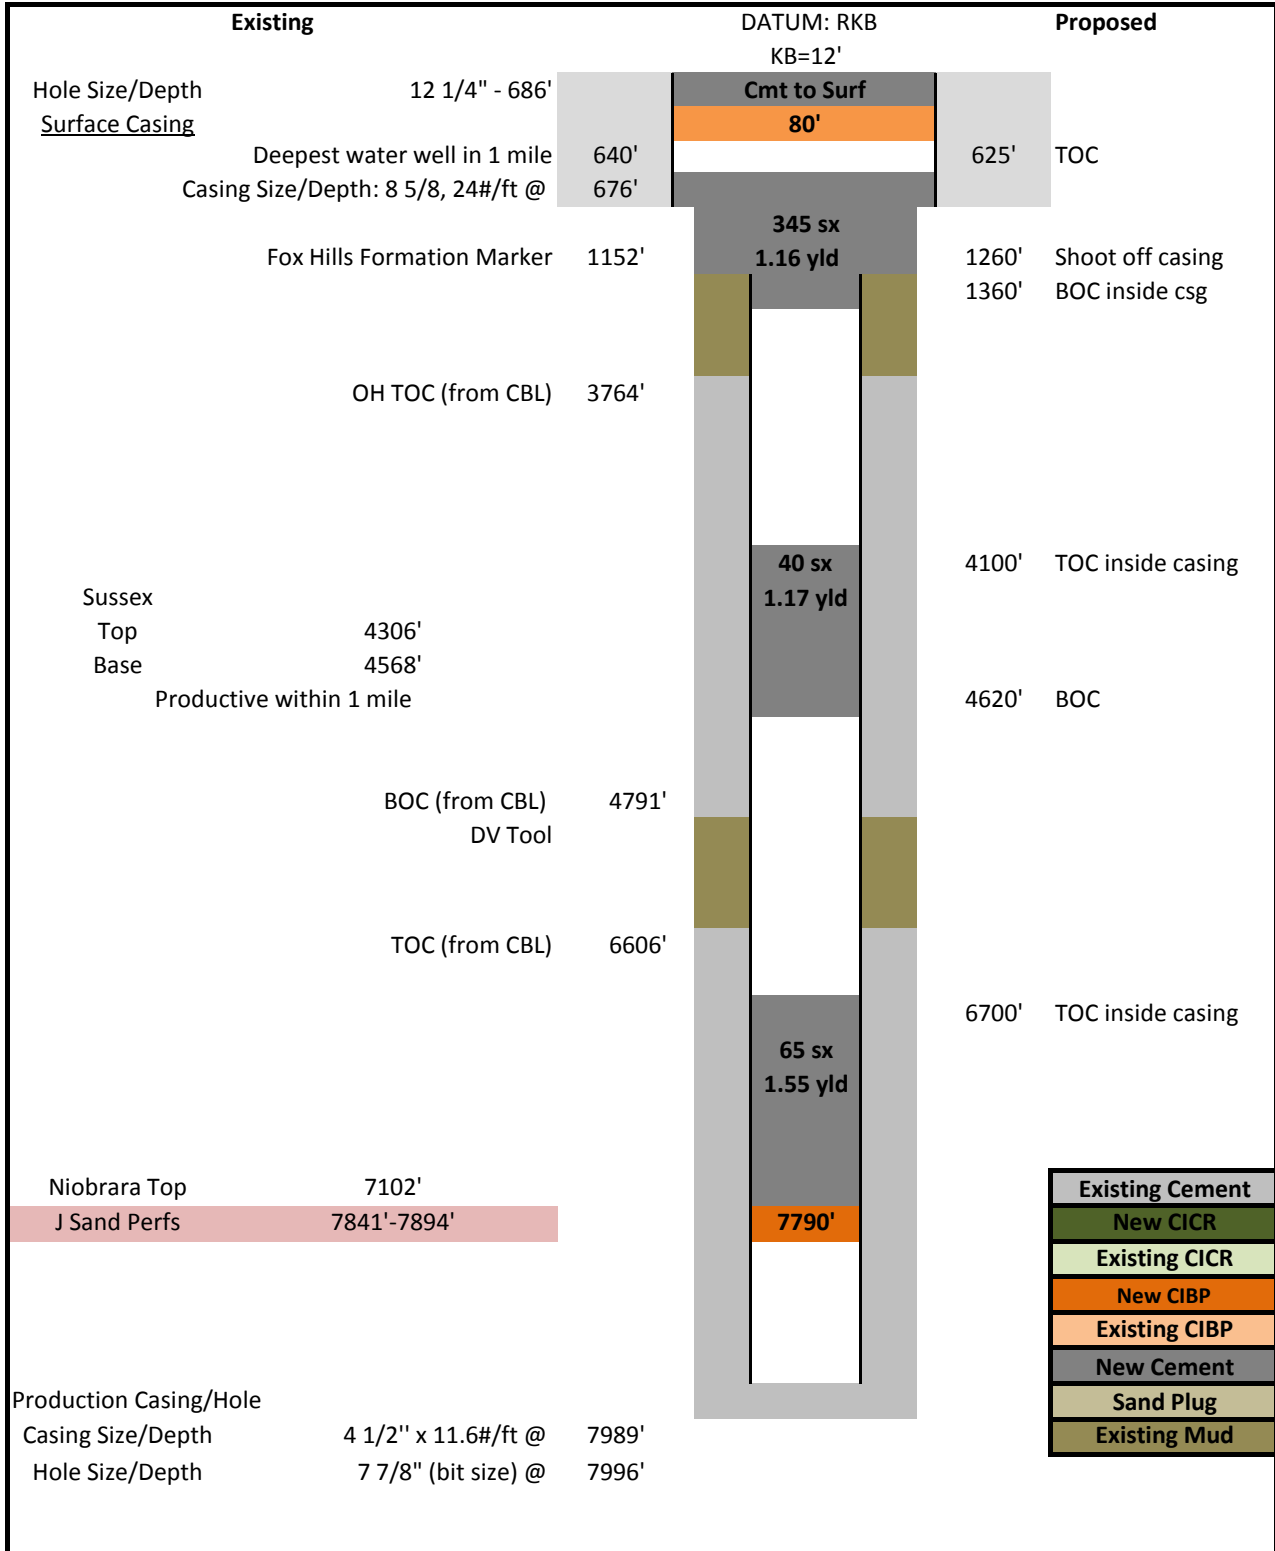 Existing DATUM: RKB Proposed
KB=12'
Hole Size/Depth 12 1/4" - 686' Cmt to Surf
Surface Casing 80'
Deepest water well in 1 mile 640' 625' TOC
Casing Size/Depth: 8 5/8, 24#/ft @ 676'
345 sx
Fox Hills Formation Marker 1152' 1.16 yld 1260' Shoot off casing
1360' BOC inside csg
OH TOC (from CBL) 3764'
40 sx 4100' TOC inside casing
Sussex 1.17 yld
Top 4306'
Base 4568'
Productive within 1 mile 4620' BOC
BOC (from CBL) 4791'
DV Tool
TOC (from CBL) 6606'
6700' TOC inside casing
65 sx
1.55 yld
Niobrara Top 7102' Existing Cement
J Sand Perfs 7841'-7894' 7790' New CICR
Existing CICR
New CIBP
Existing CIBP
New Cement
Production Casing/Hole Sand Plug
Casing Size/Depth 4 1/2'' x 11.6#/ft @ 7989' Existing Mud
Hole Size/Depth 7 7/8" (bit size) @ 7996'